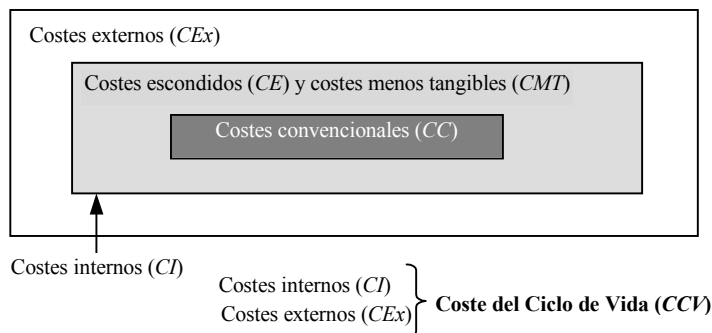 Costes externos (CEx)
Costes escondidos (CE) y costes menos tangibles (CMT)
Costes convencionales (CC)
Costes internos (CI)
Costes internos (CI)
Costes externos (CEx)
Coste del Ciclo de Vida (CCV)